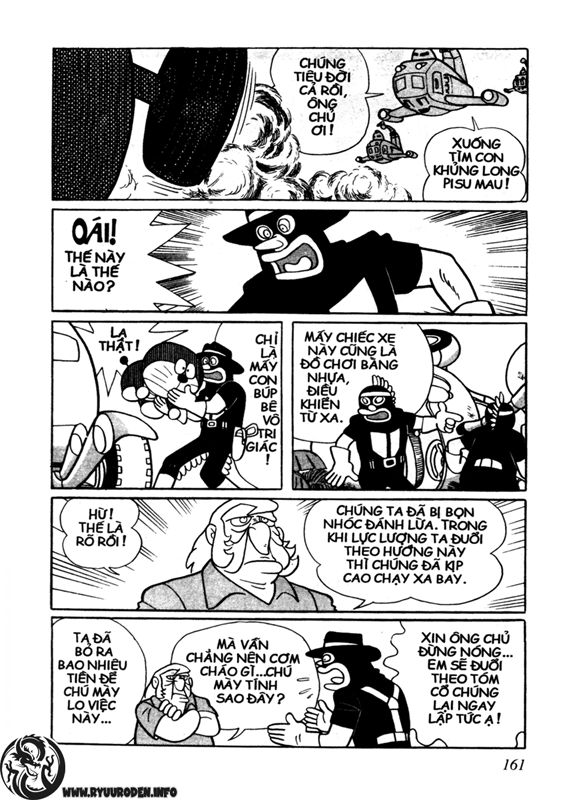 CHÚNG
TIÊU ĐỜI
CẢ RỒI,
ÔNG
CHỦ
ƠI!
XUỐNG
TÌM CON
KHỦNG LONG
PISU MAU!
OÁI!
THẾ NÀY
LÀ THẾ
NÀO?
LẠ
THẬT!
CHỈ
LÀ
MẤY
CON
BÚP
BÊ
VÔ
TRI
GIÁC!
MẤY CHIẾC XE
NÀY CŨNG LÀ
ĐỒ CHƠI BẰNG
NHỰA,
ĐIỀU
KHIỂN
TỪ XA.
HỪ!
THẾ LÀ
RÕ RỒI!
CHÚNG TA ĐÃ BỊ BỌN
NHÓC ĐÁNH LỪA. TRONG
KHI LỰC LƯỢNG TA ĐUỔI
THEO HƯỚNG NÀY
THÌ CHÚNG ĐÃ KỊP
CAO CHẠY XA BAY.
TA ĐÃ
BỎ RA
BAO NHIÊU
TIỀN ĐỂ
CHÚ MÀY
LO VIỆC
NÀY...
MÀ VẪN
CHẲNG NÊN CƠM
CHÁO GÌ...CHÚ
MÀY TÍNH
SAO ĐÂY?
XIN ÔNG CHỦ
ĐỪNG NÓNG...
EM SẼ ĐUỔI
THEO TÓM
CỔ CHÚNG
LẠI NGAY
LẬP TỨC Ạ!
161
WWW.RYUURODEN.INFO